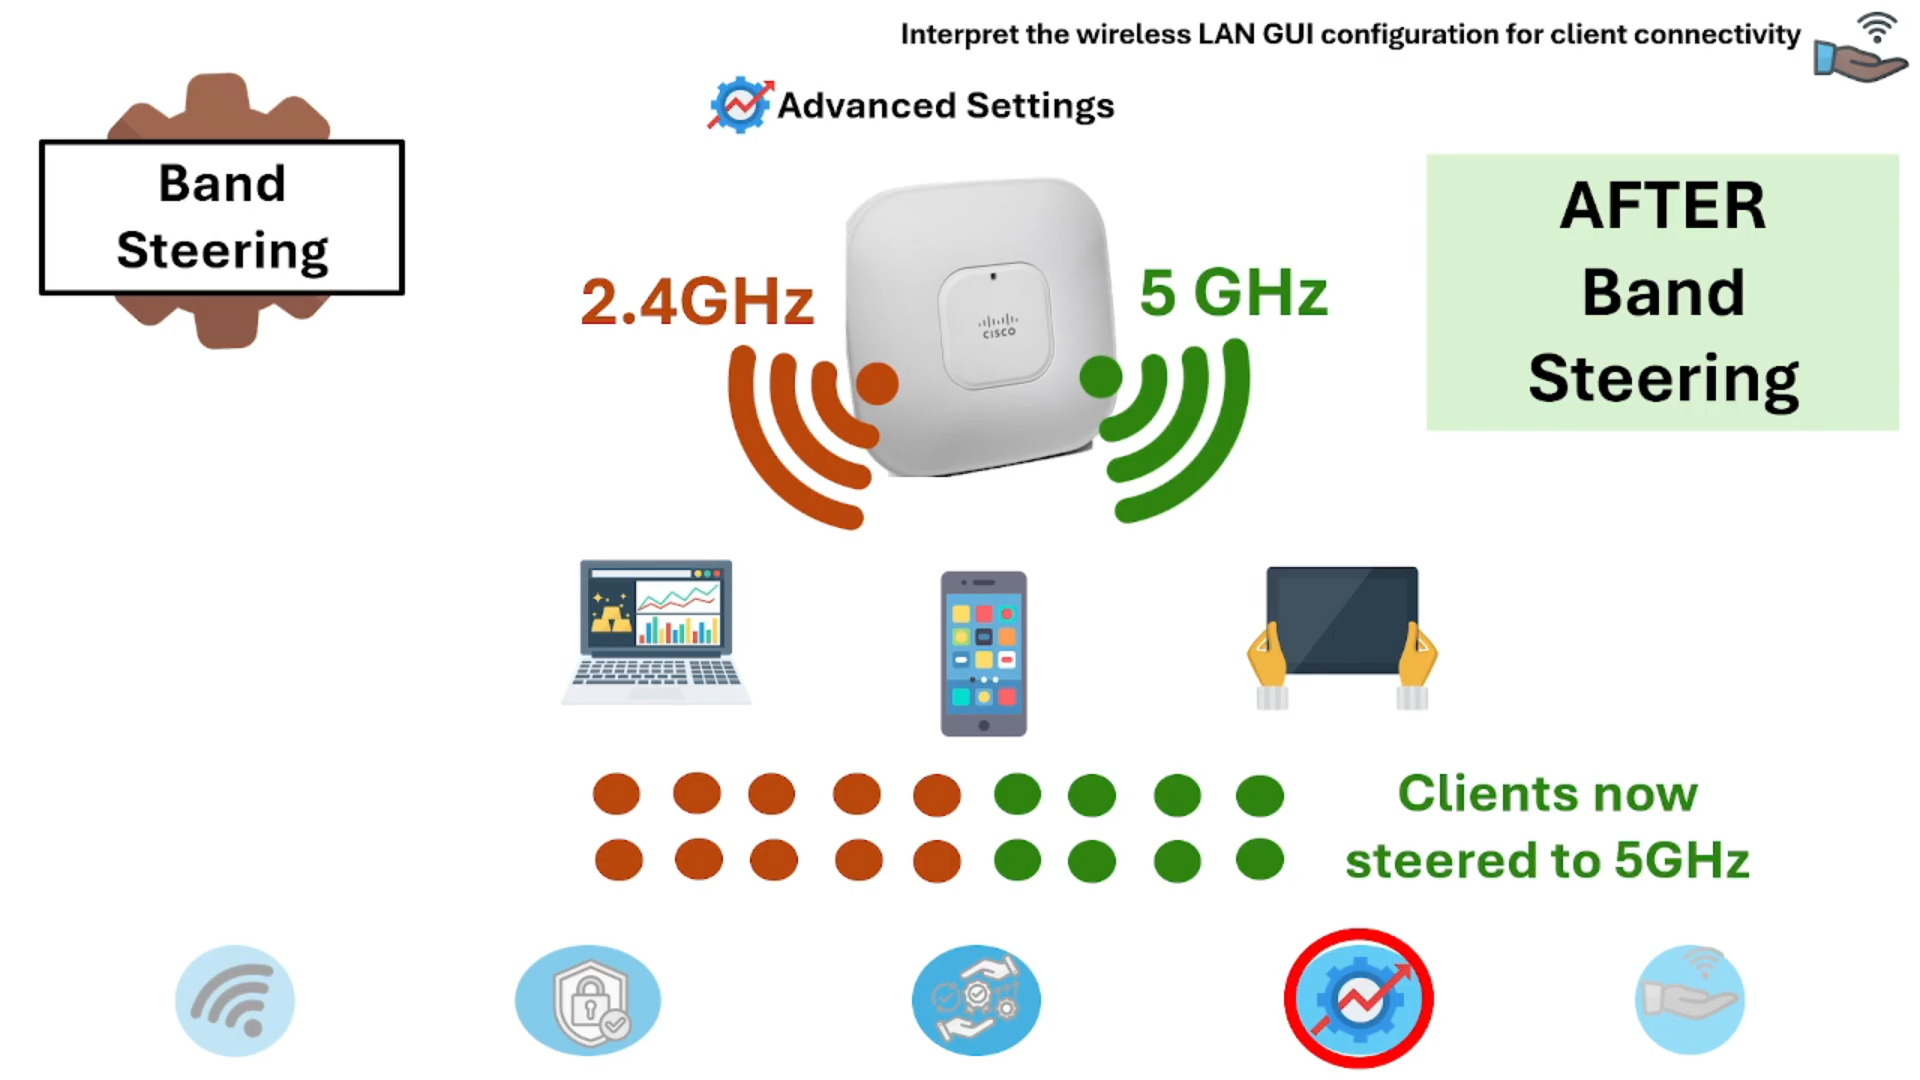 Interpret the wireless LAN GUI configuration for client connectivity
Advanced Settings
Band
Steering
2.4GHz
5 GHz
CISCO
AFTER
Band
Steering
Clients now
steered to 5GHz